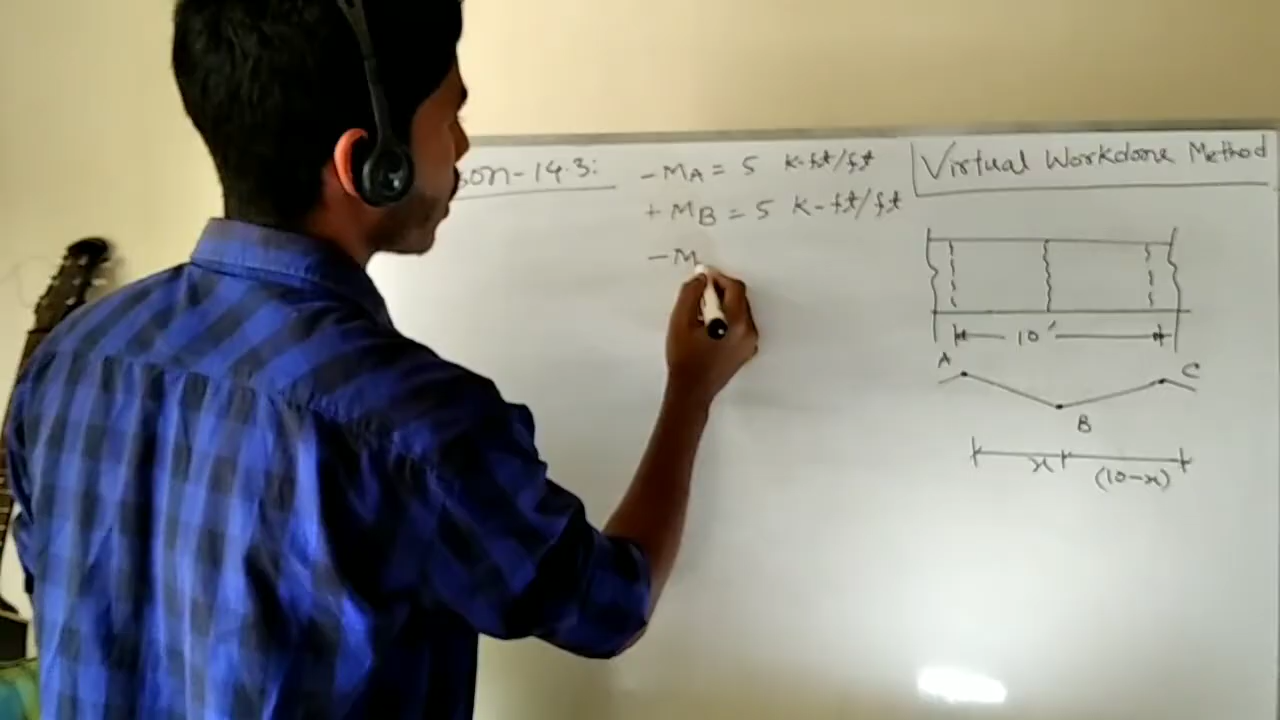 son-14.3:
-MA = 5 K-ft/ft
+MB = 5 K-ft/ft
-M
Virtual Workdone Method
10'
A
C
B
x
(10-x)